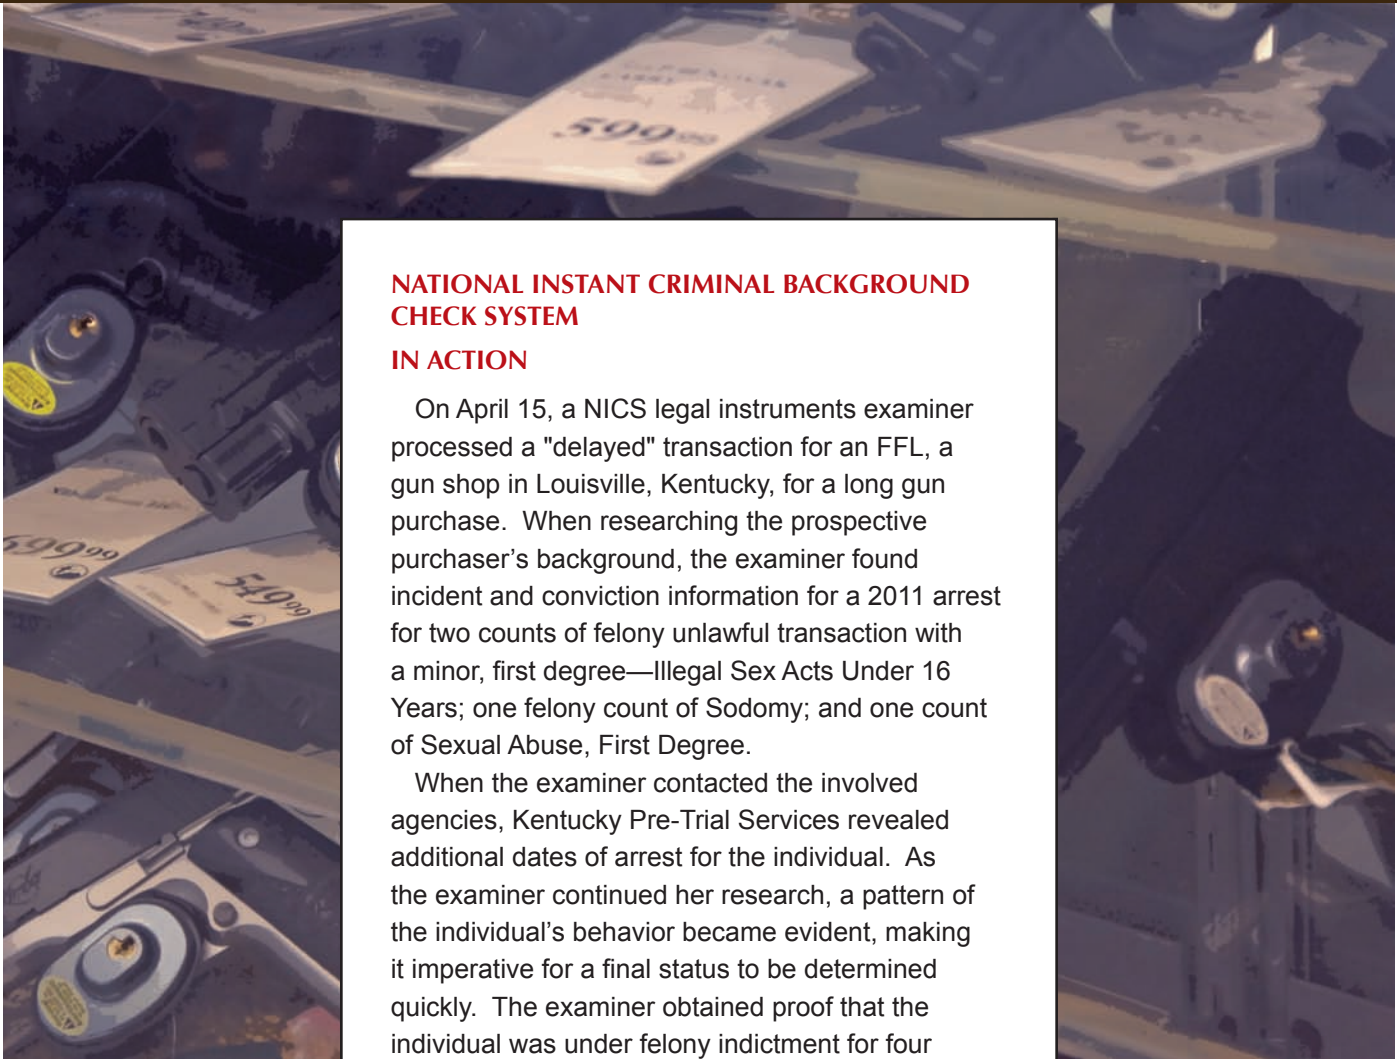 599⁰⁰
699⁹⁹
549⁹⁹
NATIONAL INSTANT CRIMINAL BACKGROUND
CHECK SYSTEM
IN ACTION
On April 15, a NICS legal instruments examiner
processed a "delayed" transaction for an FFL, a
gun shop in Louisville, Kentucky, for a long gun
purchase.  When researching the prospective
purchaser’s background, the examiner found
incident and conviction information for a 2011 arrest
for two counts of felony unlawful transaction with
a minor, first degree—Illegal Sex Acts Under 16
Years; one felony count of Sodomy; and one count
of Sexual Abuse, First Degree.
When the examiner contacted the involved
agencies, Kentucky Pre-Trial Services revealed
additional dates of arrest for the individual.  As
the examiner continued her research, a pattern of
the individual’s behavior became evident, making
it imperative for a final status to be determined
quickly.  The examiner obtained proof that the
individual was under felony indictment for four